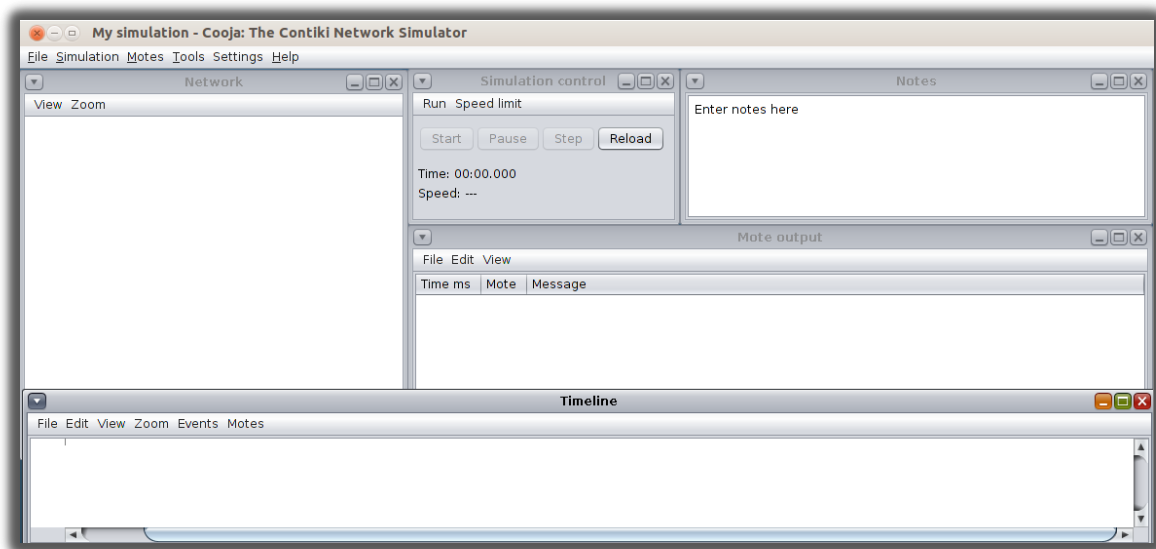 My simulation - Cooja: The Contiki Network Simulator
File Simulation Motes Tools Settings Help
Network
View Zoom
Simulation control
Run Speed limit
Start Pause Step Reload
Time: 00:00.000
Speed: ---
Notes
Enter notes here
Mote output
File Edit View
Time ms Mote Message
Timeline
File Edit View Zoom Events Motes